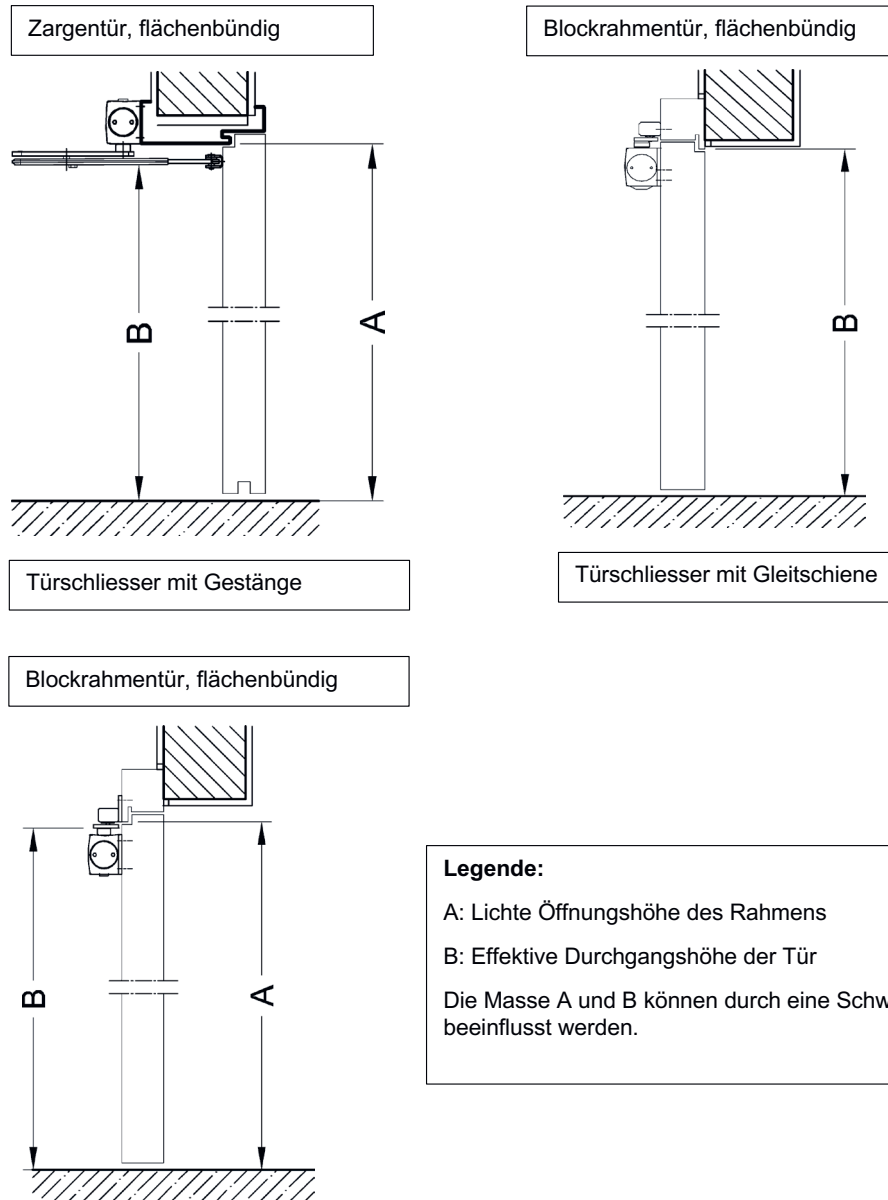 Zargentür, flächenbündig
Blockrahmentür, flächenbündig
B
A
B
Türschliesser mit Gestänge
Türschliesser mit Gleitschiene
Blockrahmentür, flächenbündig
B
A
Legende:
A: Lichte Öffnungshöhe des Rahmens
B: Effektive Durchgangshöhe der Tür
Die Masse A und B können durch eine Schw
beeinflusst werden.